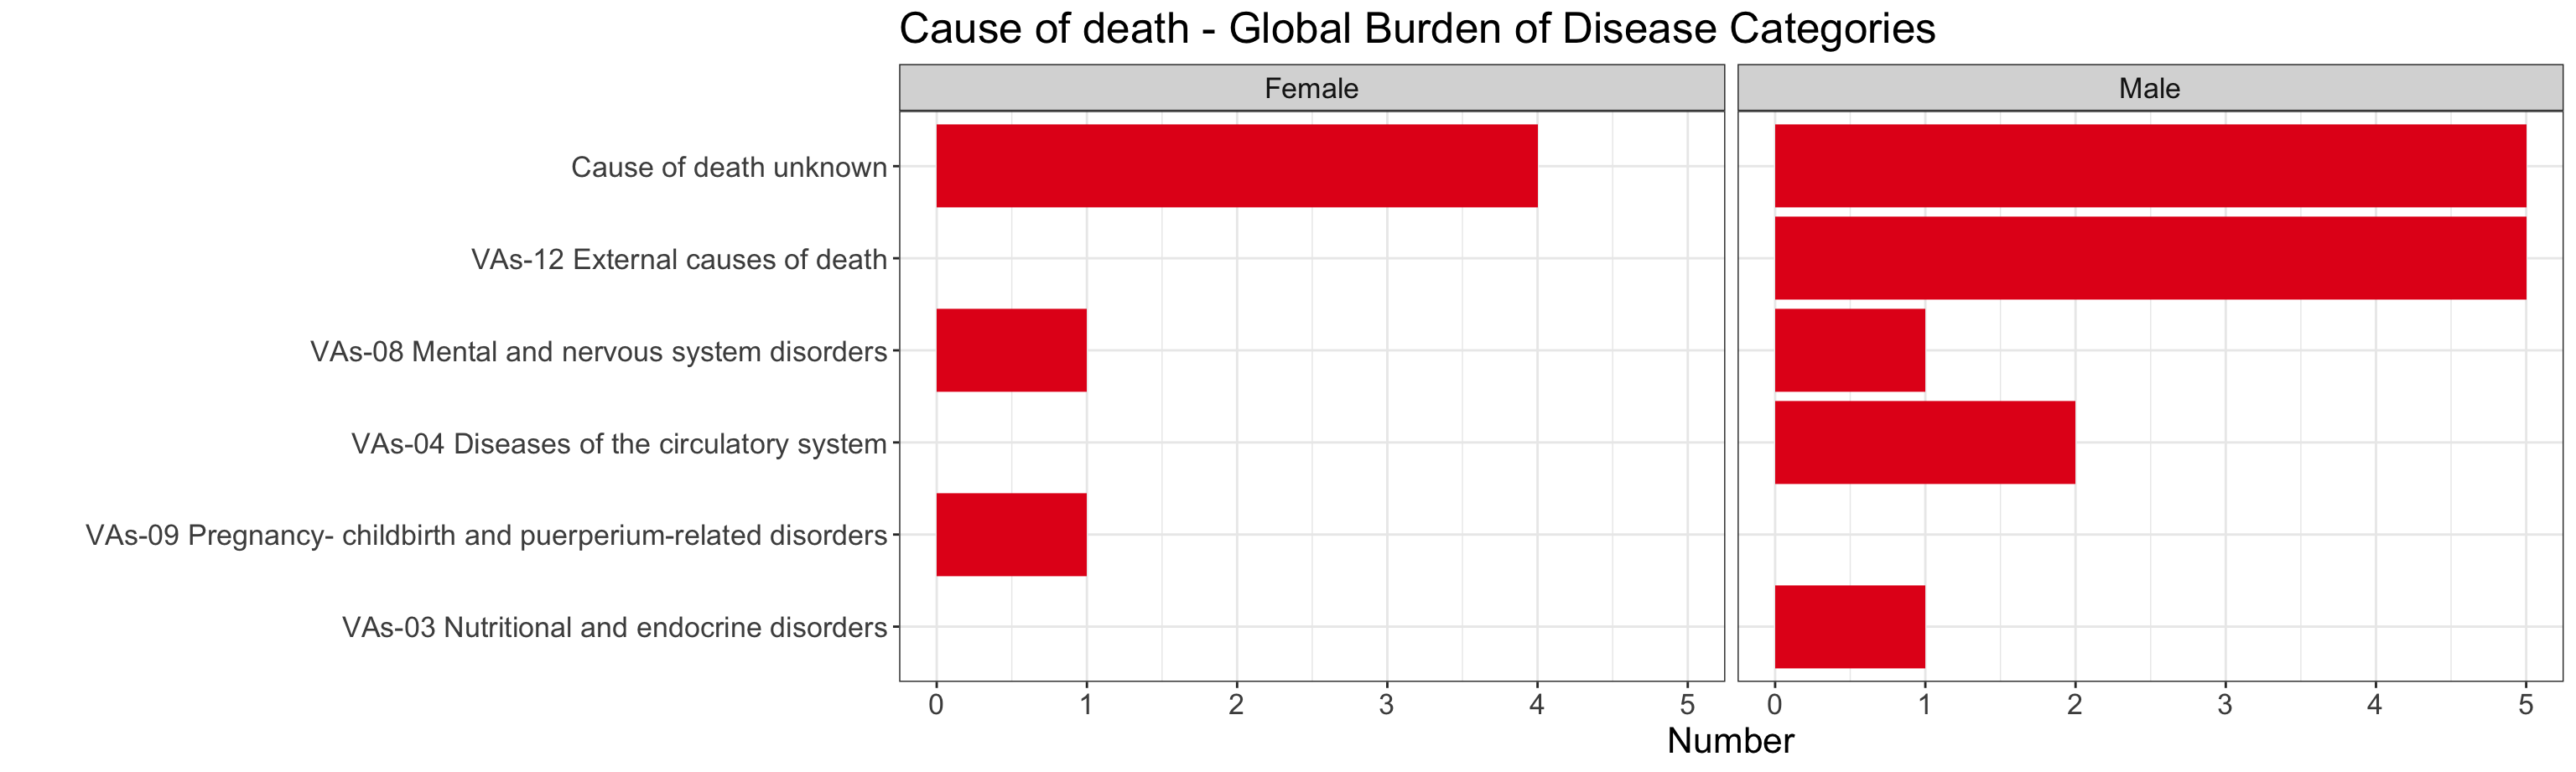 Cause of death - Global Burden of Disease Categories
Female Male
Cause of death unknown
VAs-12 External causes of death
VAs-08 Mental and nervous system disorders
VAs-04 Diseases of the circulatory system
VAs-09 Pregnancy- childbirth and puerperium-related disorders
VAs-03 Nutritional and endocrine disorders
0 1 2 3 4 5 0 1 2 3 4 5
Number